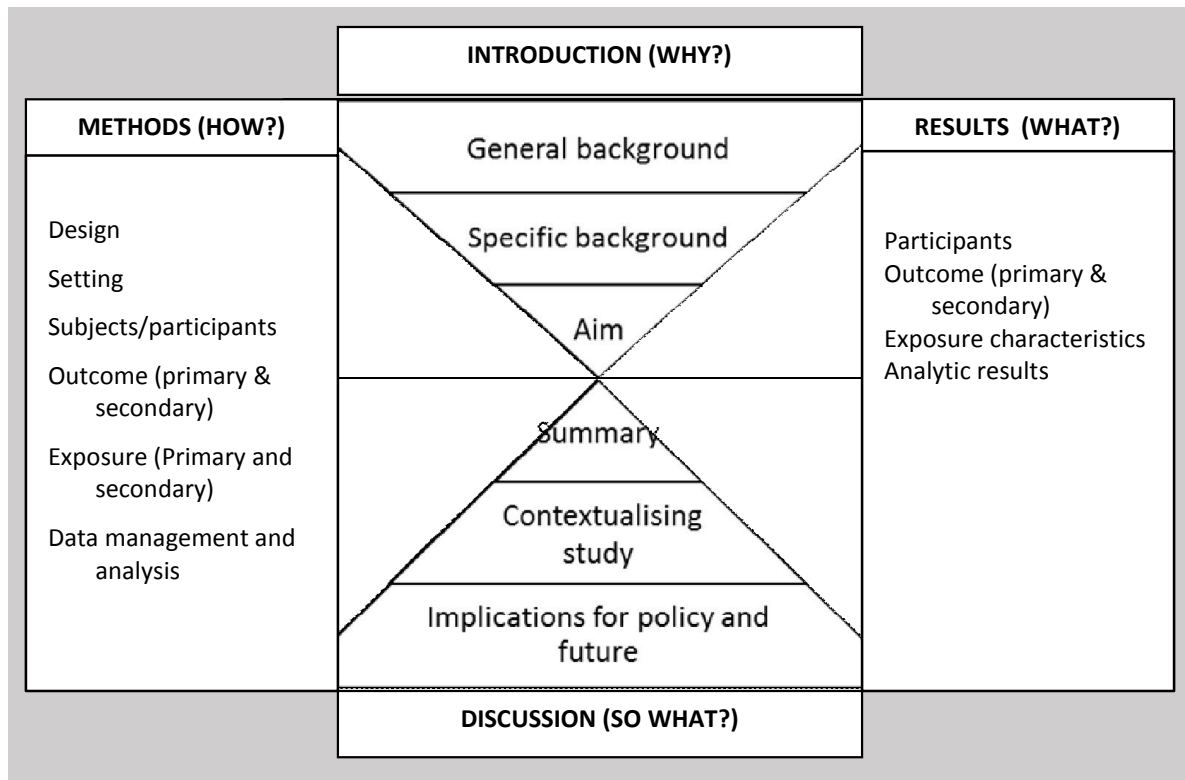 INTRODUCTION (WHY?)
METHODS (HOW?)
Design
Setting
Subjects/participants
Outcome (primary &
secondary)
Exposure (Primary and
secondary)
Data management and
analysis
General background
Specific background
Aim
Summary
Contextualising
study
Implications for policy and
future
RESULTS  (WHAT?)
Participants
Outcome (primary &
secondary)
Exposure characteristics
Analytic results
DISCUSSION (SO WHAT?)